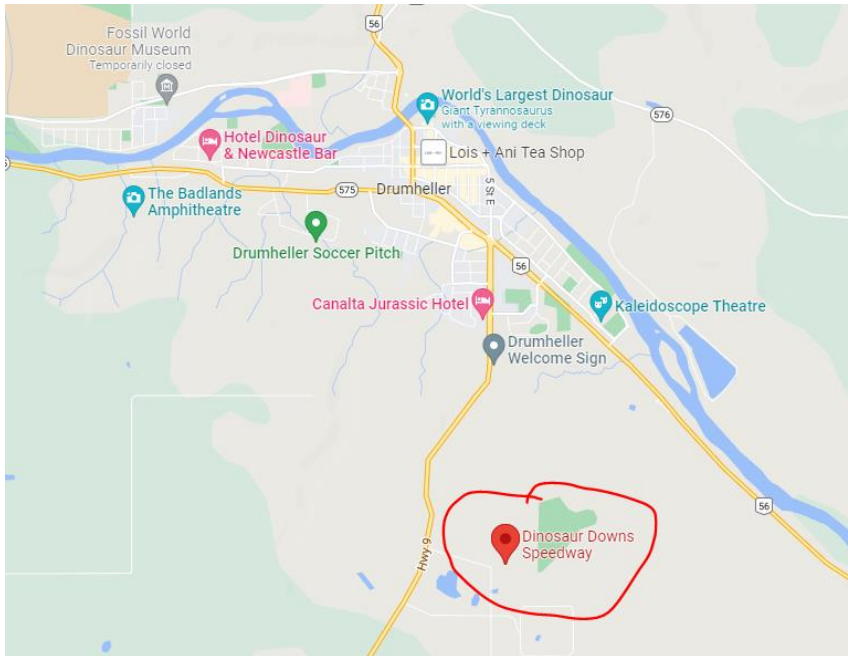 56
Fossil World
Dinosaur Museum
Temporarily closed
World's Largest Dinosaur
Giant Tyrannosaurus
with a viewing deck
576
Hotel Dinosaur
& Newcastle Bar
Lois + Ani Tea Shop
575
Drumheller
5 St E
The Badlands
Amphitheatre
Drumheller Soccer Pitch
56
Canalta Jurassic Hotel
Kaleidoscope Theatre
Drumheller
Welcome Sign
56
Hwy 9
Dinosaur Downs
Speedway